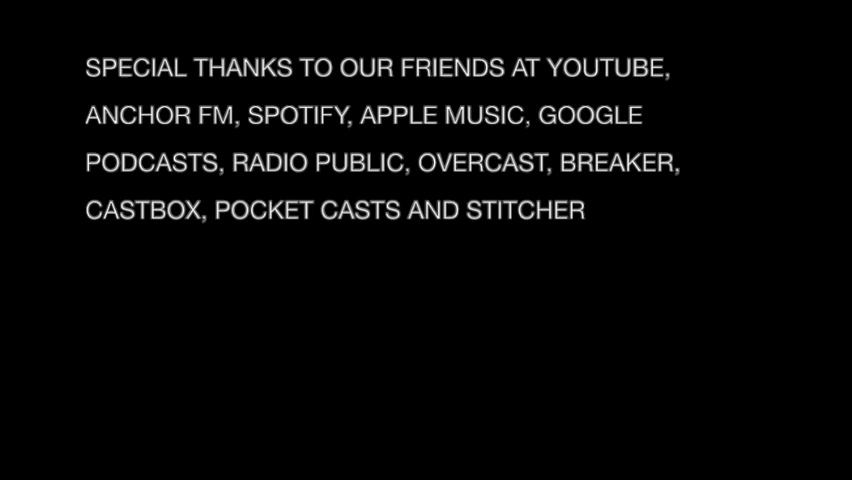 SPECIAL THANKS TO OUR FRIENDS AT YOUTUBE,
ANCHOR FM, SPOTIFY, APPLE MUSIC, GOOGLE
PODCASTS, RADIO PUBLIC, OVERCAST, BREAKER,
CASTBOX, POCKET CASTS AND STITCHER